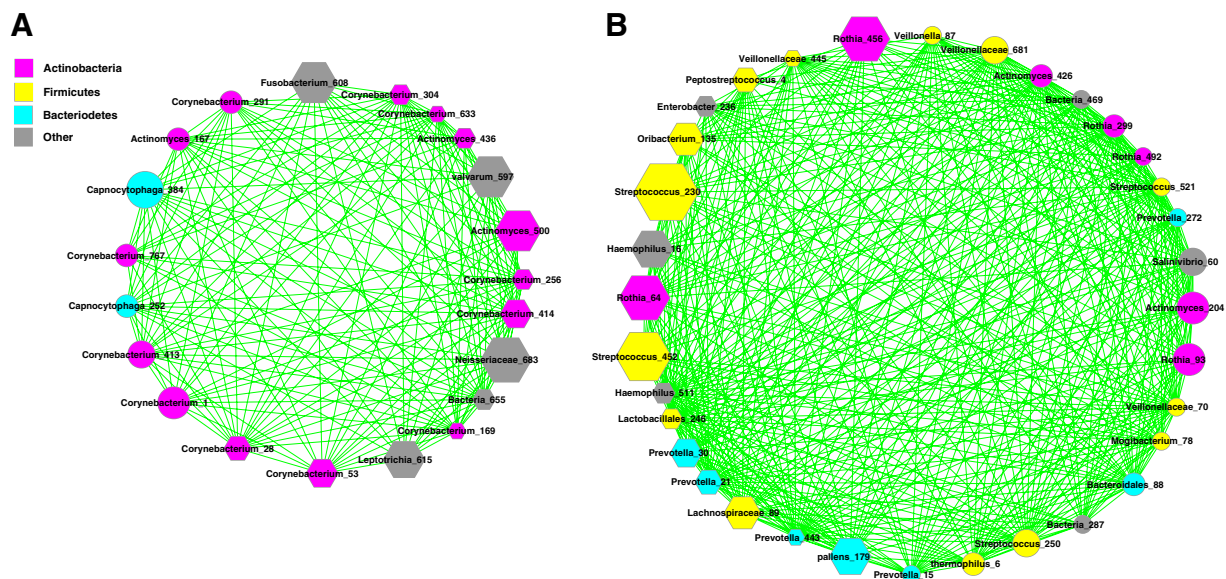 A
Actinobacteria
Firmicutes
Bacteriodetes
Other
Fusobacterium_608
Corynebacterium_304
Corynebacterium_291
Corynebacterium_633
Actinomyces_167
Actinomyces_436
valvarum_597
Capnocytophaga_384
Actinomyces_500
Corynebacterium_767
Corynebacterium_256
Capnocytophaga_252
Corynebacterium_414
Corynebacterium_413
Neisseriaceae_683
Corynebacterium_1
Bacteria_655
Corynebacterium_169
Corynebacterium_28
Leptotrichia_615
Corynebacterium_53
B
Rothia_456
Veillonella_87
Veillonellaceae_681
Veillonellaceae_445
Peptostreptococcus_4
Actinomyces_426
Enterobacter_236
Bacteria_469
Oribacterium_135
Rothia_299
Rothia_492
Streptococcus_230
Streptococcus_521
Prevotella_272
Haemophilus_16
Salinivibrio_60
Rothia_64
Actinomyces_204
Streptococcus_452
Rothia_93
Haemophilus_511
Veillonellaceae_70
Lactobacillales_246
Mogibacterium_78
Prevotella_30
Prevotella_21
Bacteroidales_88
Lachnospiraceae_89
Bacteria_287
Prevotella_443
Streptococcus_250
pallens_179
thermophilus_6
Prevotella_15